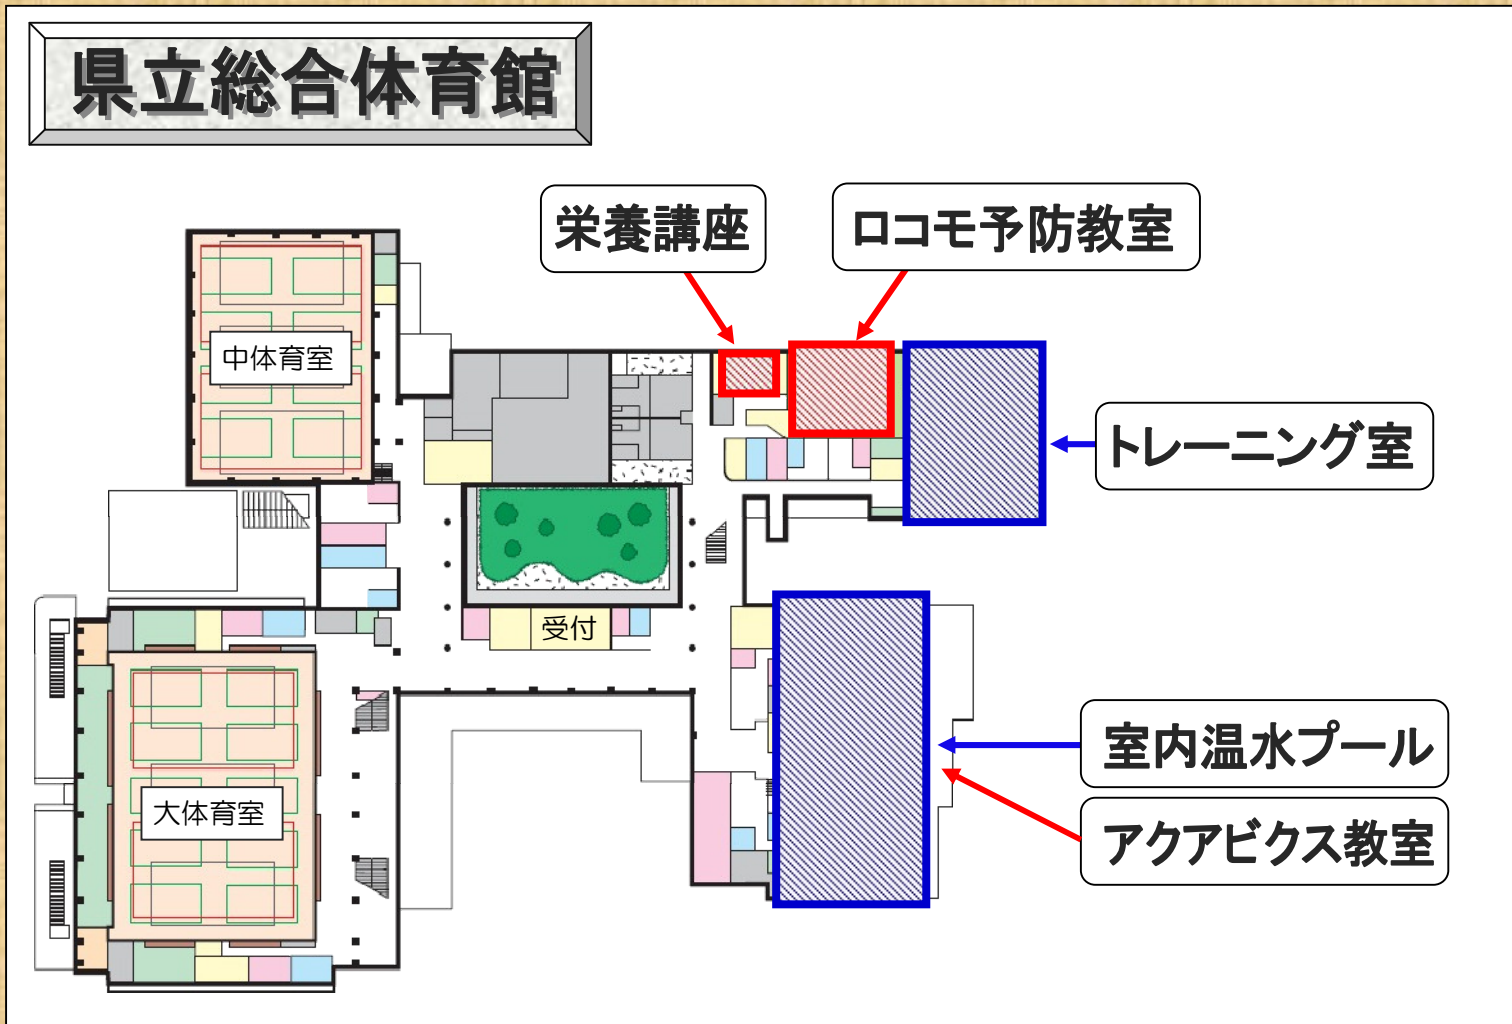 県立総合体育館
栄養講座
ロコモ予防教室
中体育室
トレーニング室
受付
室内温水プール
大体育室
アクアビクス教室